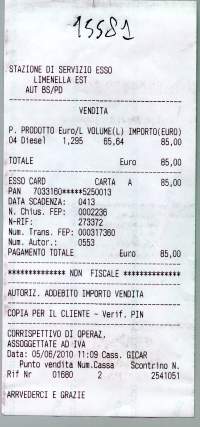 15581
STAZIONE DI SERVIZIO ESSO
LIMENELLA EST
AUT BS/PD
VENDITA
P. PRODOTTO Euro/L VOLUME(L) IMPORTO(EURO)
04 Diesel 1,295 65,64 85,00
TOTALE Euro 85,00
ESSO CARD CARTA A 85,00
PAN 7033160*****5250013
DATA SCADENZA: 0413
N. Chius. FEP: 0002236
N-RIF: 273372
Num. Trans. FEP: 000317360
Num. Autor.: 0553
PAGAMENTO TOTALE Euro 85,00
************** NON FISCALE **************
AUTORIZ. ADDEBITO IMPORTO VENDITA
COPIA PER IL CLIENTE - Verif. PIN
CORRISPETTIVO DI OPERAZ.
ASSOGGETTATE AD IVA
Data: 05/06/2010 11:09 Cass. GICAR
Punto vendita Num.Cassa Scontrino N.
Rif Nr 01680 2 2541051
ARRIVEDERCI E GRAZIE